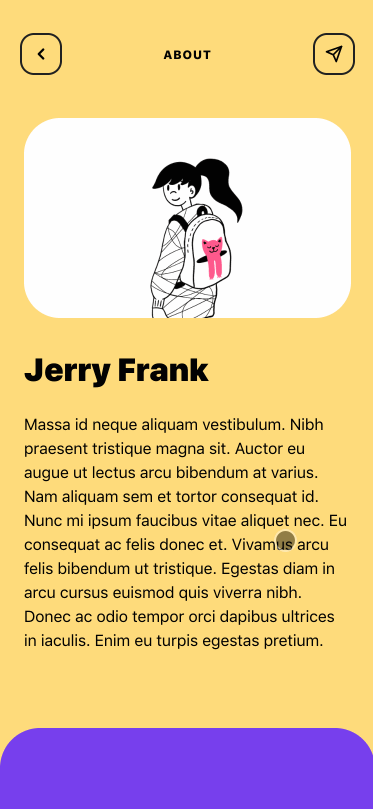 ABOUT
Jerry Frank
Massa id neque aliquam vestibulum. Nibh
praesent tristique magna sit. Auctor eu
augue ut lectus arcu bibendum at varius.
Nam aliquam sem et tortor consequat id.
Nunc mi ipsum faucibus vitae aliquet nec. Eu
consequat ac felis donec et. Vivamus arcu
felis bibendum ut tristique. Egestas diam in
arcu cursus euismod quis viverra nibh.
Donec ac odio tempor orci dapibus ultrices
in iaculis. Enim eu turpis egestas pretium.